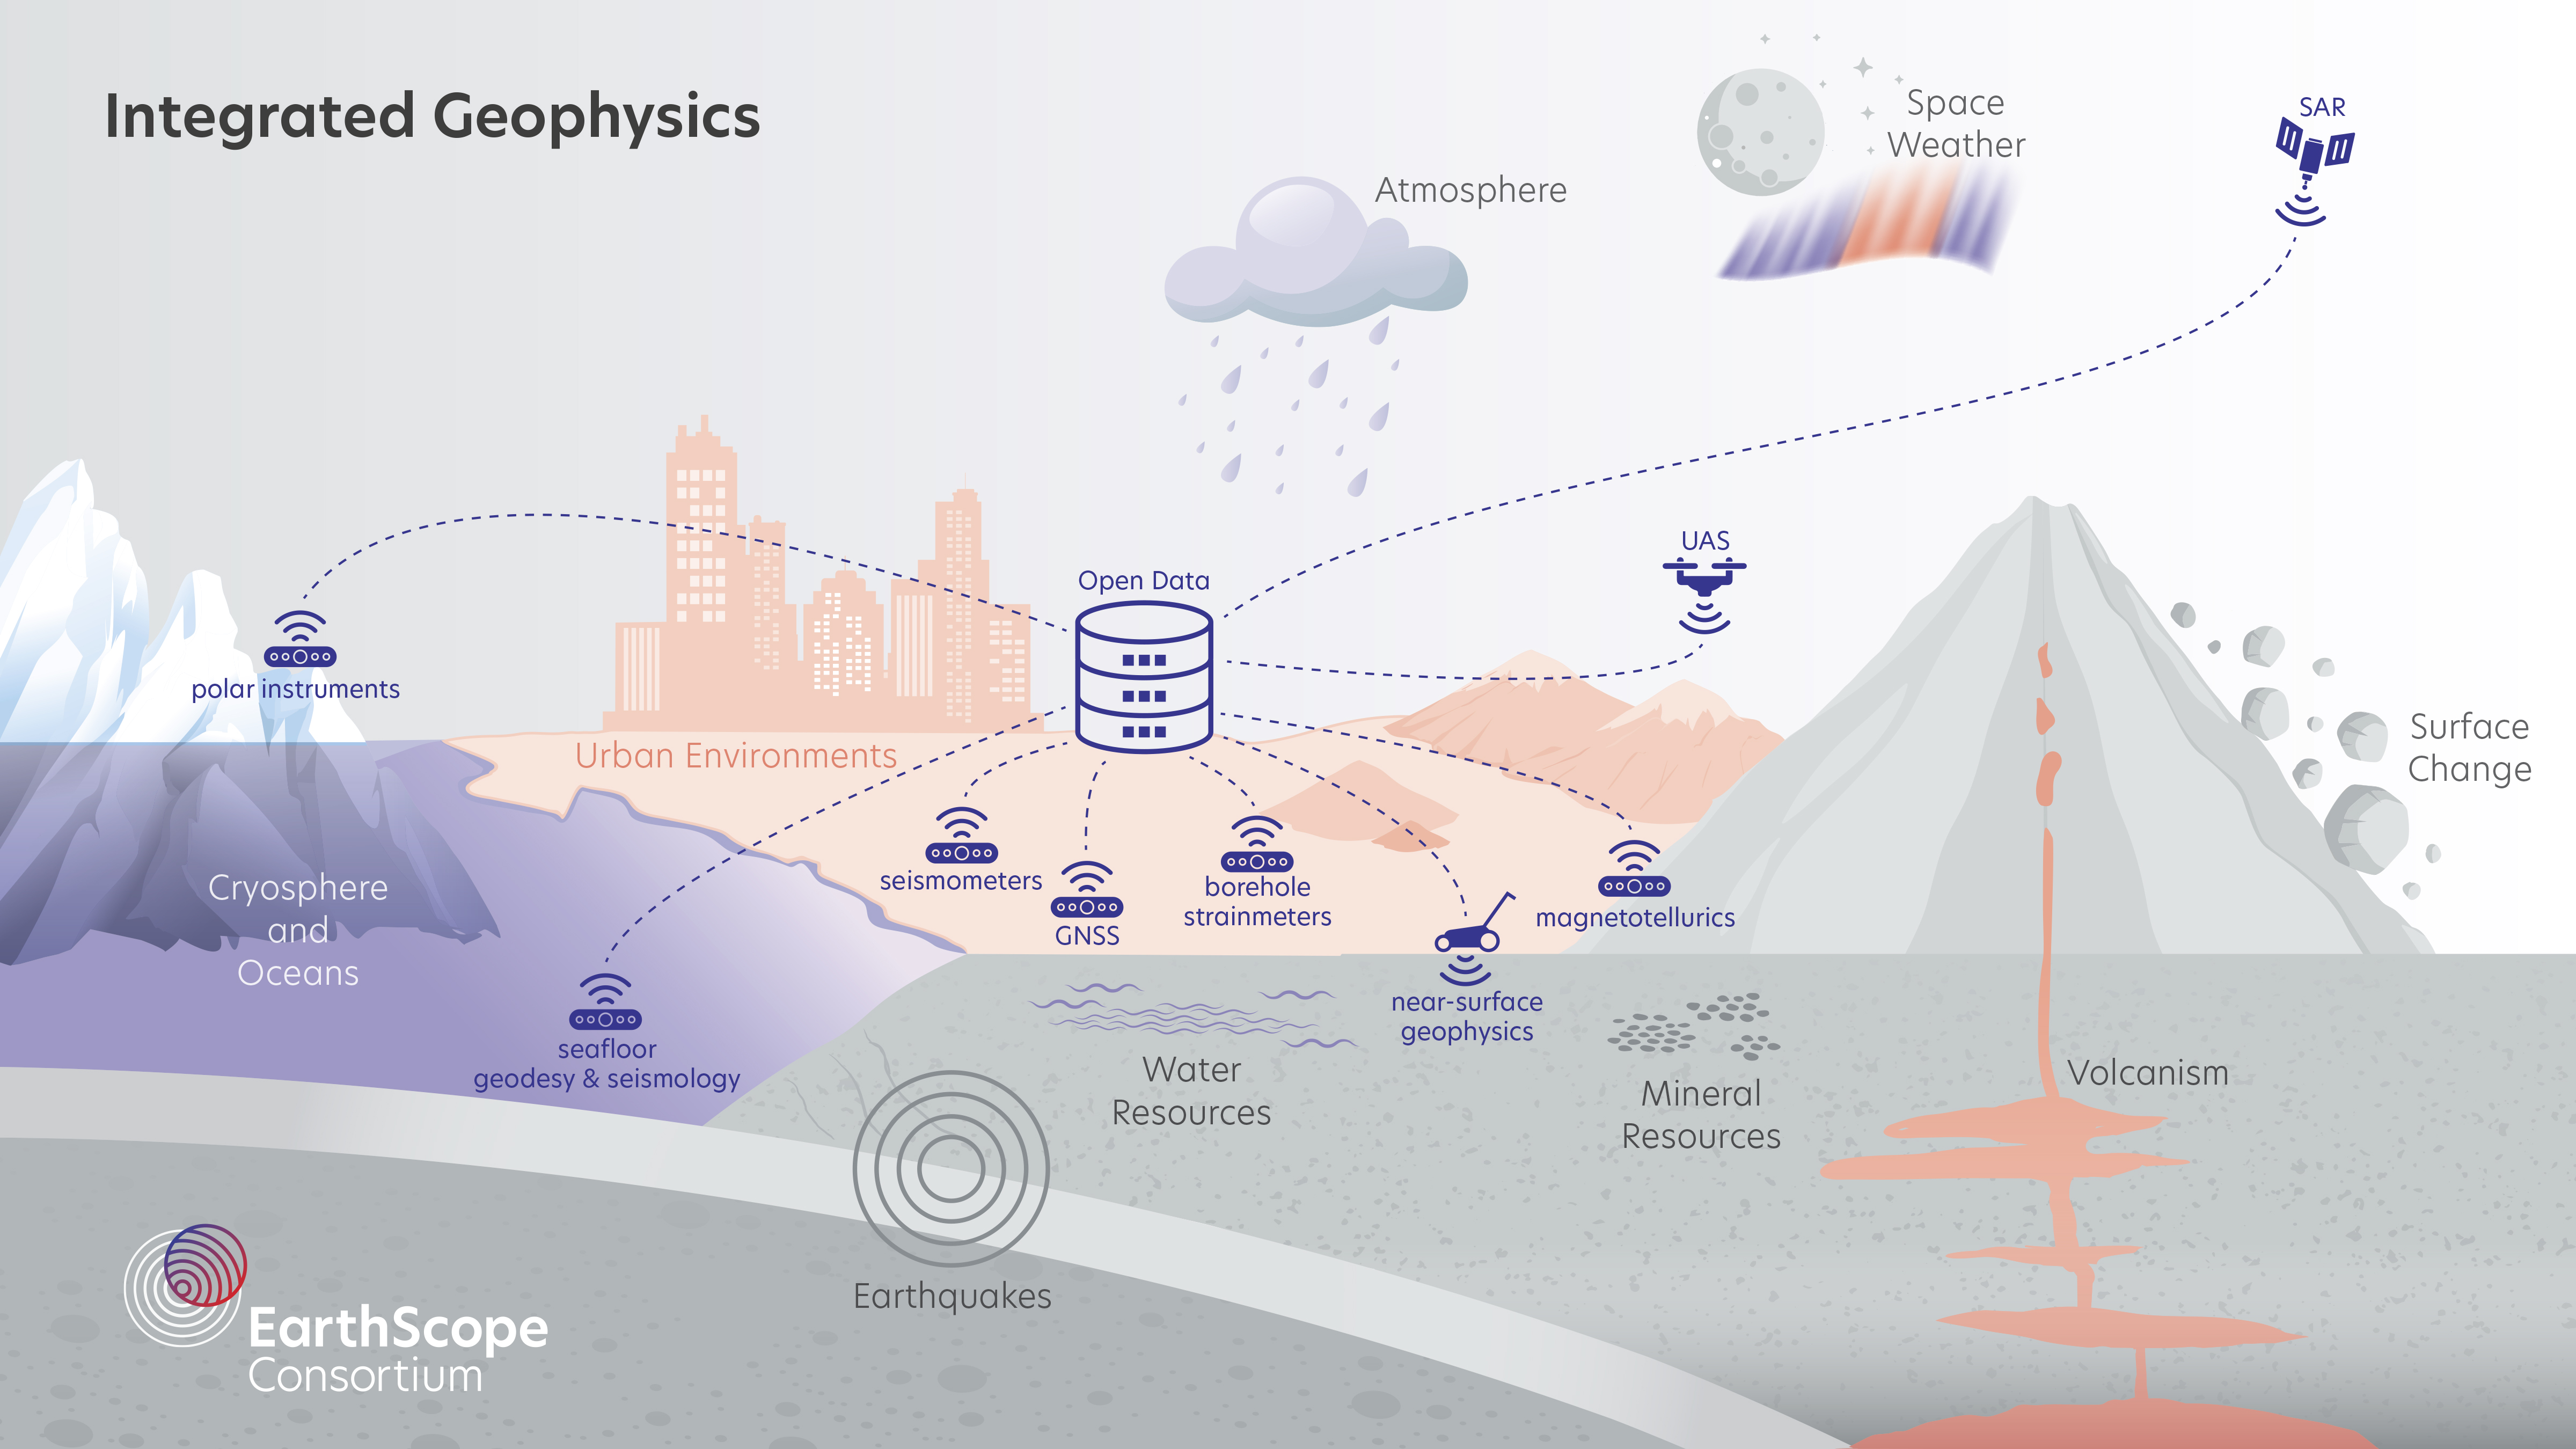 Integrated Geophysics
Space
Weather
SAR
Atmosphere
UAS
Open Data
polar instruments
Urban Environments
Surface
Change
seismometers
GNSS
borehole
strainmeters
magnetotellurics
Cryosphere
and
Oceans
near-surface
geophysics
seafloor
geodesy & seismology
Water
Resources
Mineral
Resources
Volcanism
Earthquakes
EarthScope
Consortium